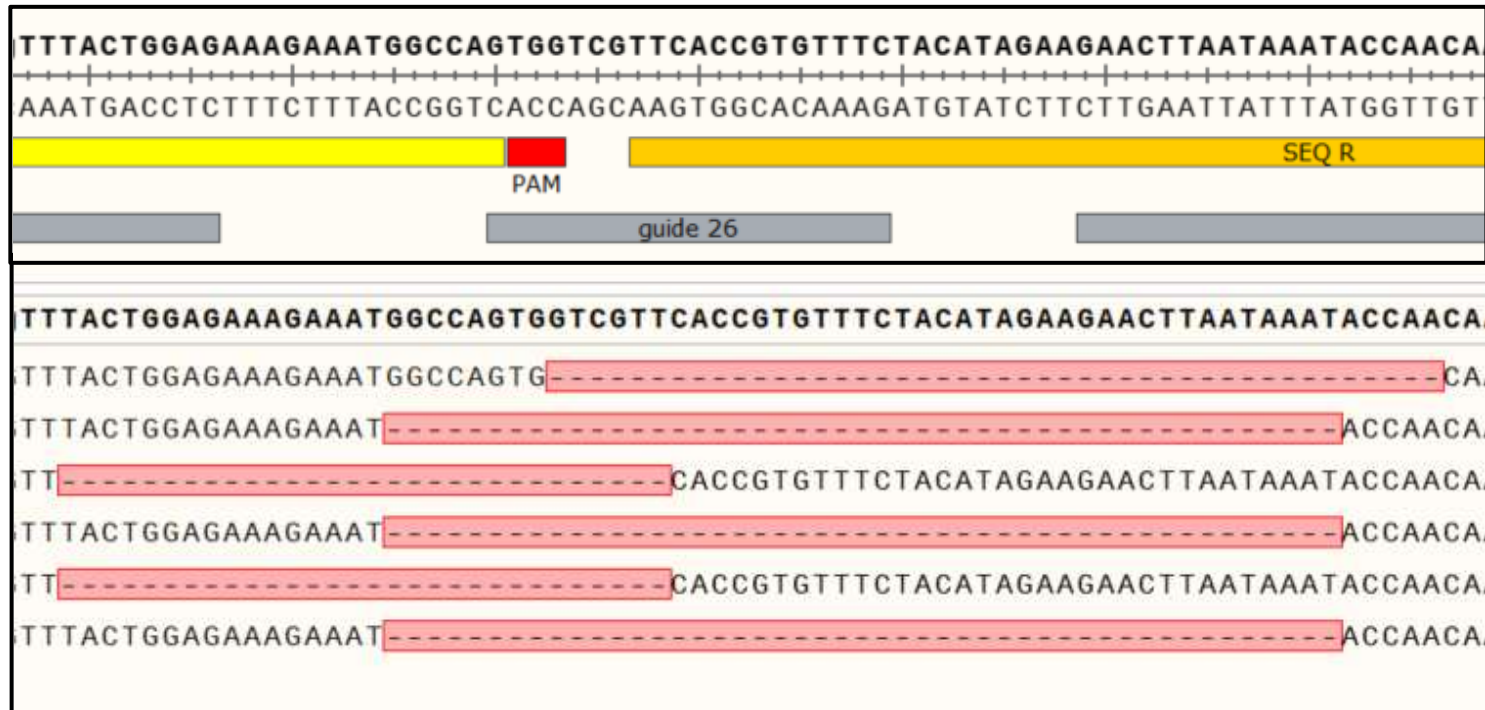 TTTACTGGAGAAAGAAATGGCCAGTGGTCGTTCACCGTGTTTCTACATAGAAGAACTTAATAAATACCAACA
AAATGACCTCTTTCTTTACCGGTCACCAGCAAGTGGCACAAAGATGTATCTTCTTGAATTATTTATGGTTGT
SEQ R
PAM
guide 26
TTTACTGGAGAAAGAAATGGCCAGTGGTCGTTCACCGTGTTTCTACATAGAAGAACTTAATAAATACCAACA
TTTACTGGAGAAAGAAATGGCCAGTG--------------------------------------------CA
TTTACTGGAGAAAGAAAT-----------------------------------------------ACCAACA
TT------------------------------CACCGTGTTTCTACATAGAAGAACTTAATAAATACCAACA
TTTACTGGAGAAAGAAAT-----------------------------------------------ACCAACA
TT------------------------------CACCGTGTTTCTACATAGAAGAACTTAATAAATACCAACA
TTTACTGGAGAAAGAAAT-----------------------------------------------ACCAACA